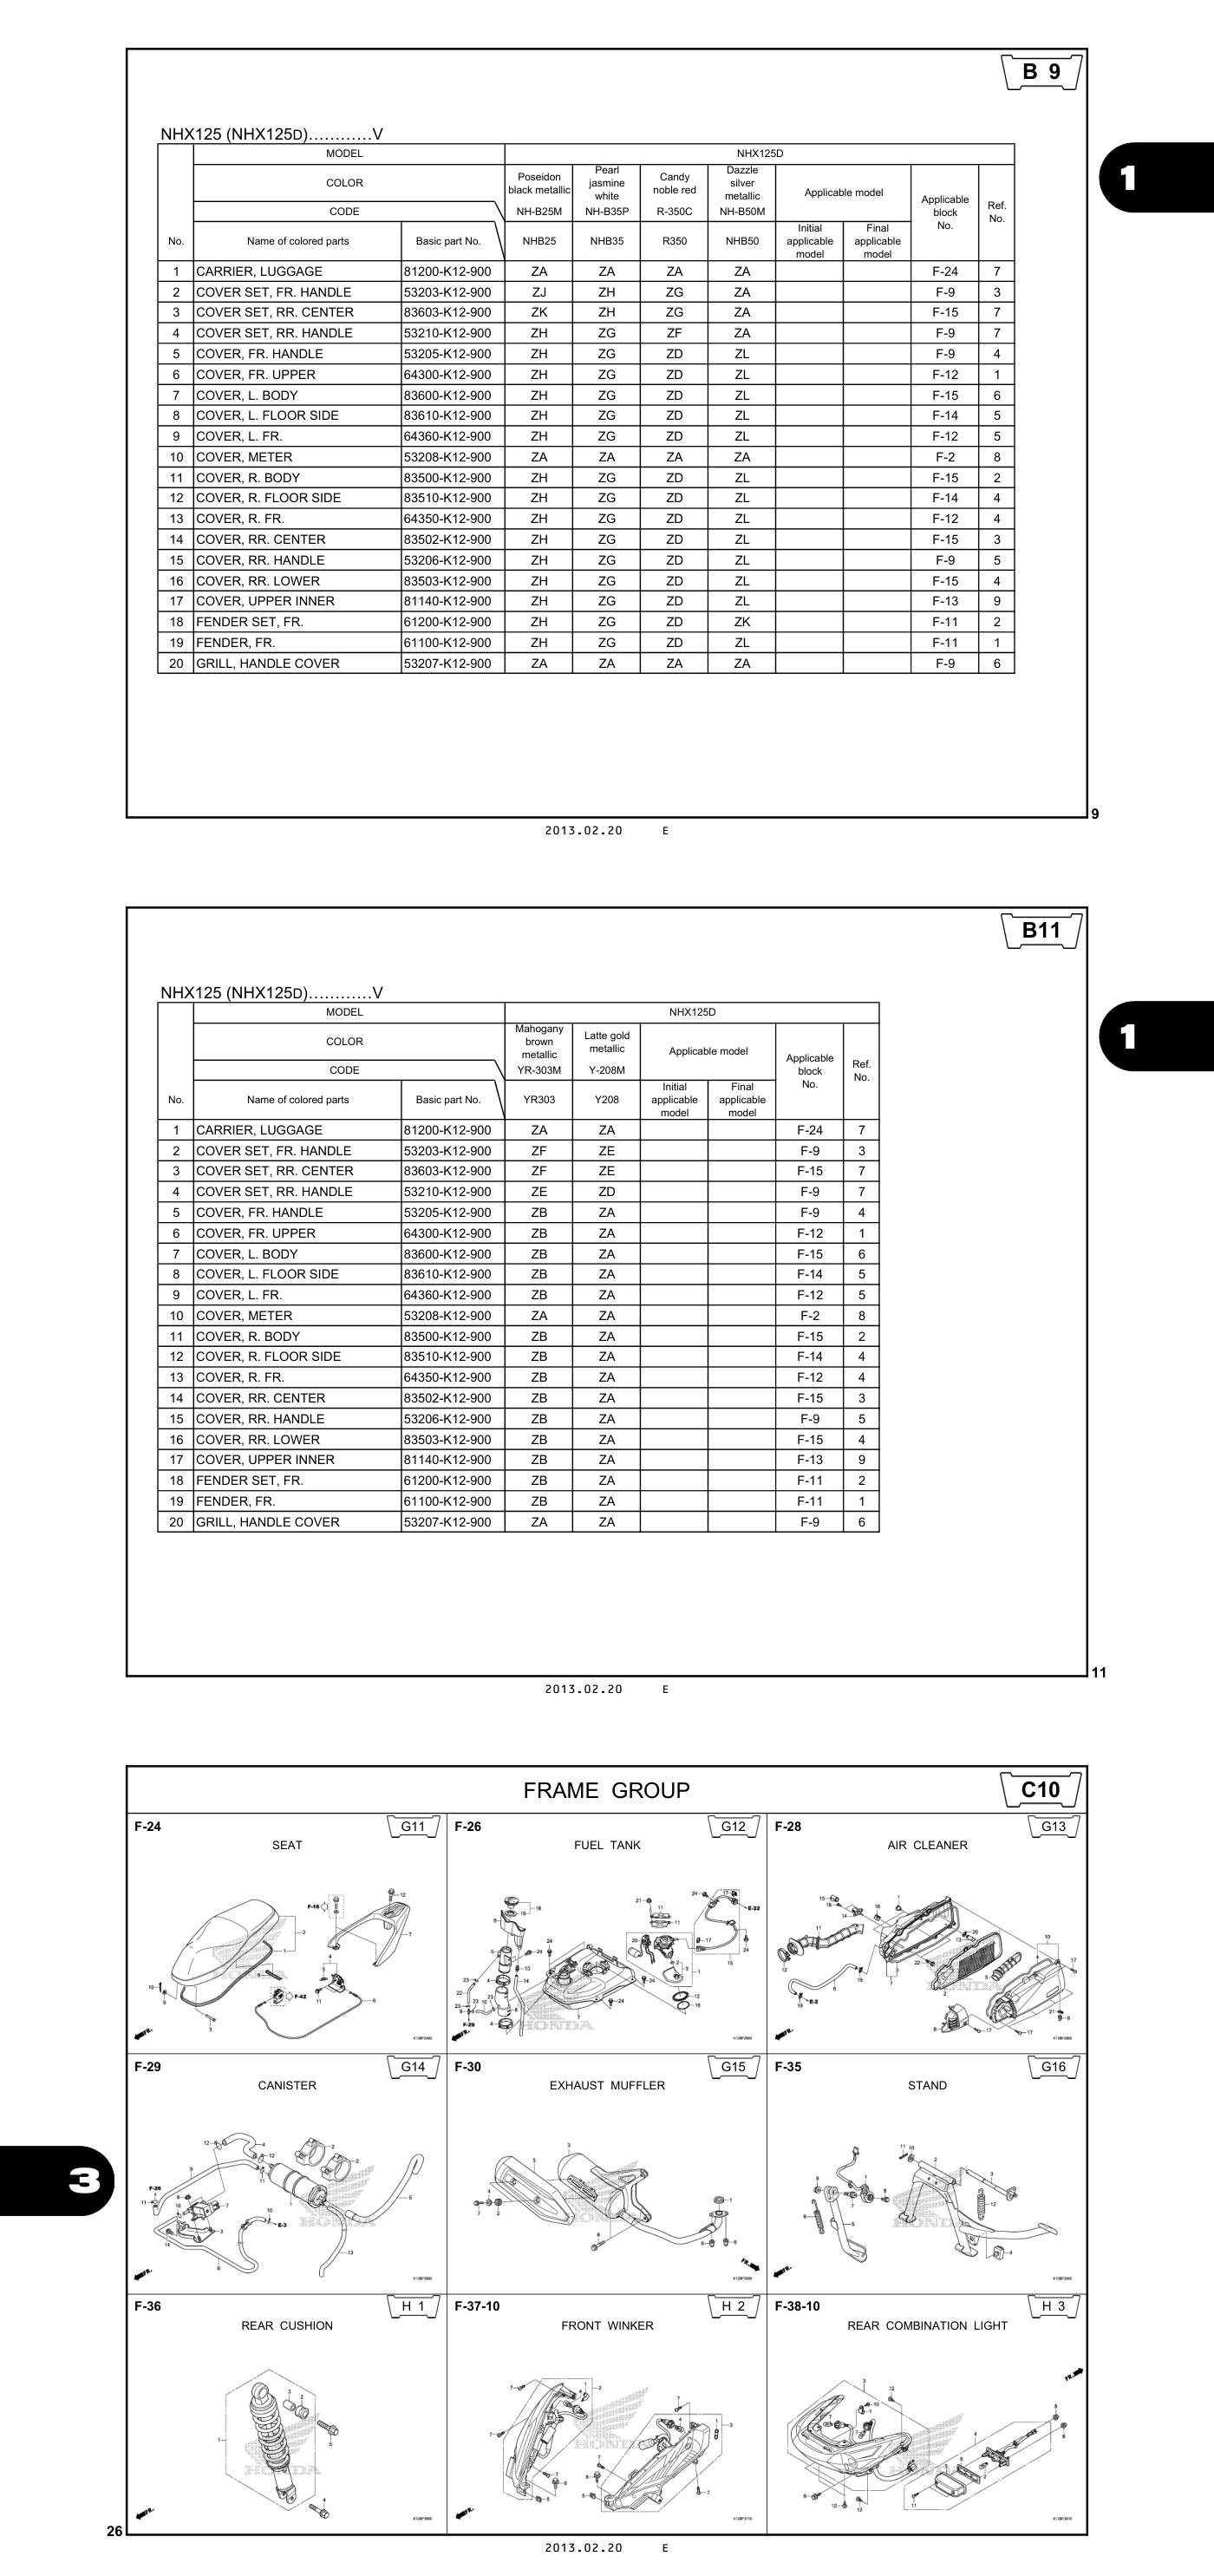 B 9
NHX125 (NHX125D)............V
1
MODEL NHX125D
COLOR Poseidon black metallic Pearl jasmine white Candy noble red Dazzle silver metallic Applicable model Applicable block No. Ref. No.
CODE NH-B25M NH-B35P R-350C NH-B50M
No. Name of colored parts Basic part No. NHB25 NHB35 R350 NHB50 Initial applicable model Final applicable model
1 CARRIER, LUGGAGE 81200-K12-900 ZA ZA ZA ZA F-24 7
2 COVER SET, FR. HANDLE 53203-K12-900 ZJ ZH ZG ZA F-9 3
3 COVER SET, RR. CENTER 83603-K12-900 ZK ZH ZG ZA F-15 7
4 COVER SET, RR. HANDLE 53210-K12-900 ZH ZG ZF ZA F-9 7
5 COVER, FR. HANDLE 53205-K12-900 ZH ZG ZD ZL F-9 4
6 COVER, FR. UPPER 64300-K12-900 ZH ZG ZD ZL F-12 1
7 COVER, L. BODY 83600-K12-900 ZH ZG ZD ZL F-15 6
8 COVER, L. FLOOR SIDE 83610-K12-900 ZH ZG ZD ZL F-14 5
9 COVER, L. FR. 64360-K12-900 ZH ZG ZD ZL F-12 5
10 COVER, METER 53208-K12-900 ZA ZA ZA ZA F-2 8
11 COVER, R. BODY 83500-K12-900 ZH ZG ZD ZL F-15 2
12 COVER, R. FLOOR SIDE 83510-K12-900 ZH ZG ZD ZL F-14 4
13 COVER, R. FR. 64350-K12-900 ZH ZG ZD ZL F-12 4
14 COVER, RR. CENTER 83502-K12-900 ZH ZG ZD ZL F-15 3
15 COVER, RR. HANDLE 53206-K12-900 ZH ZG ZD ZL F-9 5
16 COVER, RR. LOWER 83503-K12-900 ZH ZG ZD ZL F-15 4
17 COVER, UPPER INNER 81140-K12-900 ZH ZG ZD ZL F-13 9
18 FENDER SET, FR. 61200-K12-900 ZH ZG ZD ZK F-11 2
19 FENDER, FR. 61100-K12-900 ZH ZG ZD ZL F-11 1
20 GRILL, HANDLE COVER 53207-K12-900 ZA ZA ZA ZA F-9 6
9
2013.02.20 E
B11
NHX125 (NHX125D)............V
1
MODEL NHX125D
COLOR Mahogany brown metallic Latte gold metallic Applicable model Applicable block No. Ref. No.
CODE YR-303M Y-208M
No. Name of colored parts Basic part No. YR303 Y208 Initial applicable model Final applicable model
1 CARRIER, LUGGAGE 81200-K12-900 ZA ZA F-24 7
2 COVER SET, FR. HANDLE 53203-K12-900 ZF ZE F-9 3
3 COVER SET, RR. CENTER 83603-K12-900 ZF ZE F-15 7
4 COVER SET, RR. HANDLE 53210-K12-900 ZE ZD F-9 7
5 COVER, FR. HANDLE 53205-K12-900 ZB ZA F-9 4
6 COVER, FR. UPPER 64300-K12-900 ZB ZA F-12 1
7 COVER, L. BODY 83600-K12-900 ZB ZA F-15 6
8 COVER, L. FLOOR SIDE 83610-K12-900 ZB ZA F-14 5
9 COVER, L. FR. 64360-K12-900 ZB ZA F-12 5
10 COVER, METER 53208-K12-900 ZA ZA F-2 8
11 COVER, R. BODY 83500-K12-900 ZB ZA F-15 2
12 COVER, R. FLOOR SIDE 83510-K12-900 ZB ZA F-14 4
13 COVER, R. FR. 64350-K12-900 ZB ZA F-12 4
14 COVER, RR. CENTER 83502-K12-900 ZB ZA F-15 3
15 COVER, RR. HANDLE 53206-K12-900 ZB ZA F-9 5
16 COVER, RR. LOWER 83503-K12-900 ZB ZA F-15 4
17 COVER, UPPER INNER 81140-K12-900 ZB ZA F-13 9
18 FENDER SET, FR. 61200-K12-900 ZB ZA F-11 2
19 FENDER, FR. 61100-K12-900 ZB ZA F-11 1
20 GRILL, HANDLE COVER 53207-K12-900 ZA ZA F-9 6
11
2013.02.20 E
FRAME GROUP C10
F-24 G11 F-26 G12 F-28 G13
SEAT FUEL TANK AIR CLEANER
HONDA HONDA HONDA
F-29 G14 F-30 G15 F-35 G16
CANISTER EXHAUST MUFFLER STAND
3
HONDA HONDA HONDA
F-36 H 1 F-37-10 H 2 F-38-10 H 3
REAR CUSHION FRONT WINKER REAR COMBINATION LIGHT
HONDA HONDA HONDA
26
2013.02.20 E